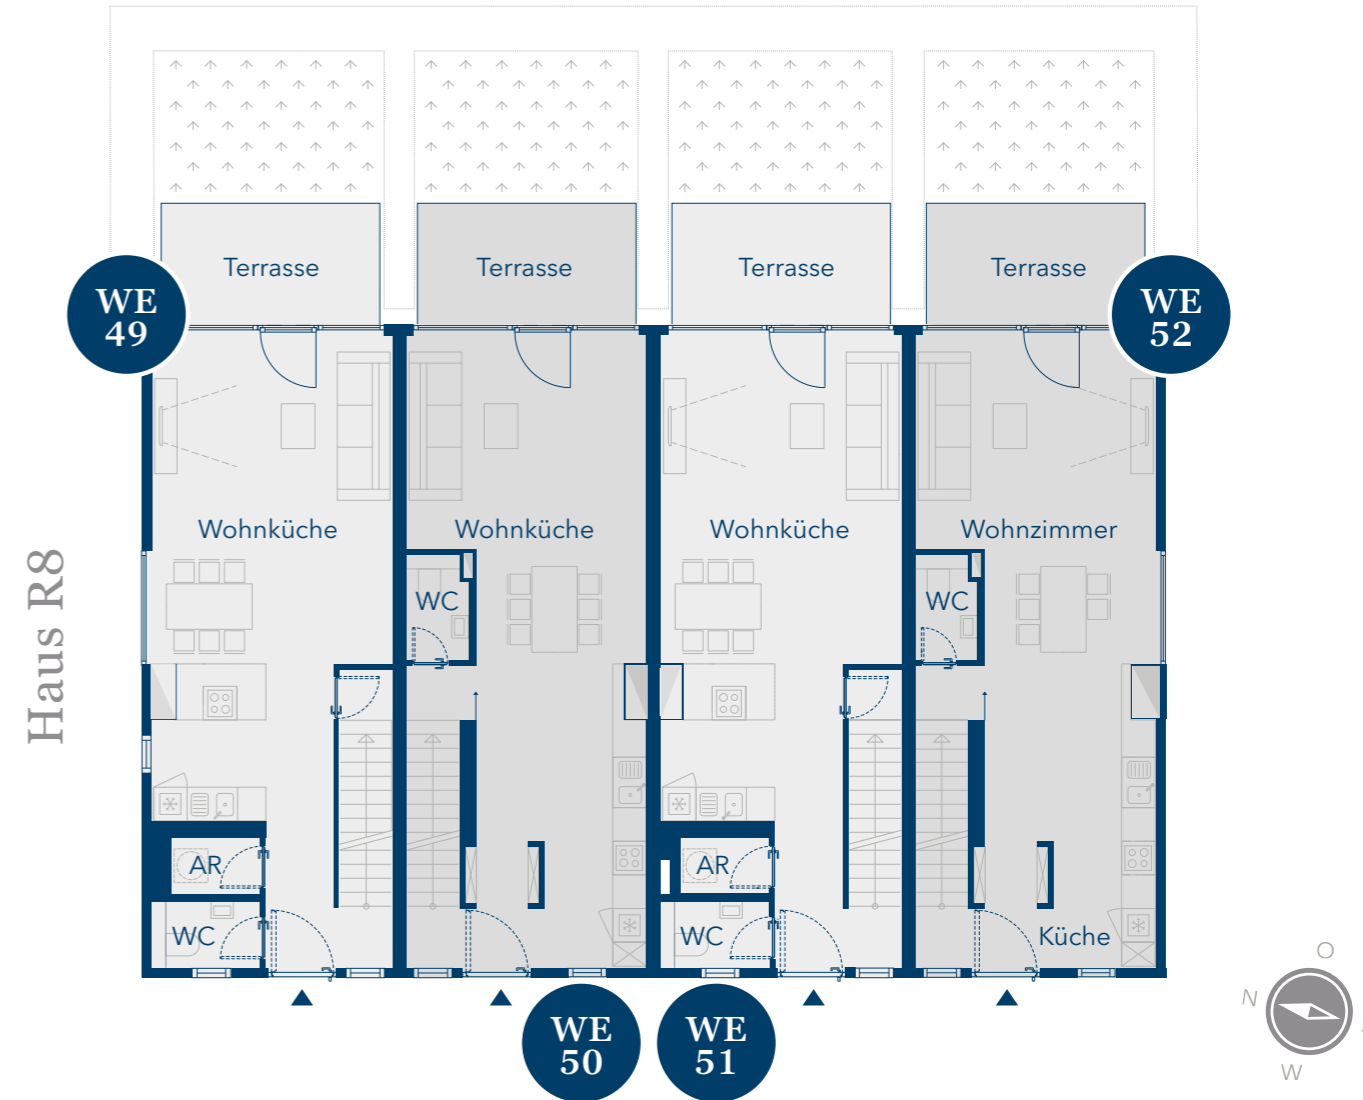 Terrasse
Terrasse
Terrasse
Terrasse
WE
49
WE
52
Wohnküche
Wohnküche
Wohnküche
Wohnzimmer
Haus R8
WC
WC
AR
AR
WC
WC
Küche
WE
50
WE
51
O
N
W